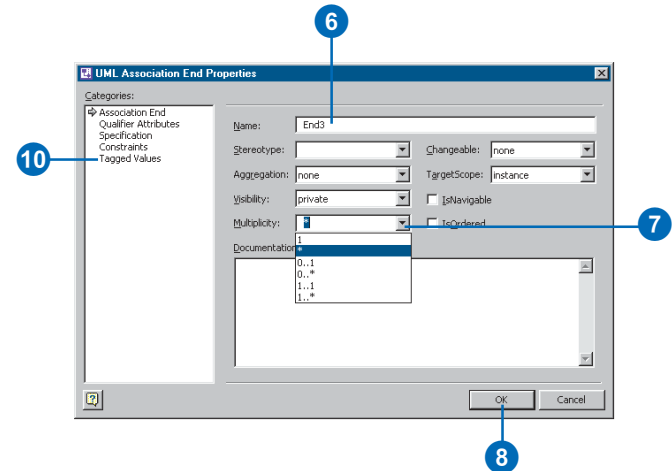 6
UML Association End Properties
Categories:
Association End
Qualifier Attributes
Specification
Constraints
Tagged Values
10
Name: End3
Stereotype: Changeable: none
Aggregation: none TargetScope: instance
Visibility: private IsNavigable
Multiplicity: * IsOrdered
7
1
*
0..1
0..*
1..1
1..*
Documentation
OK Cancel
8